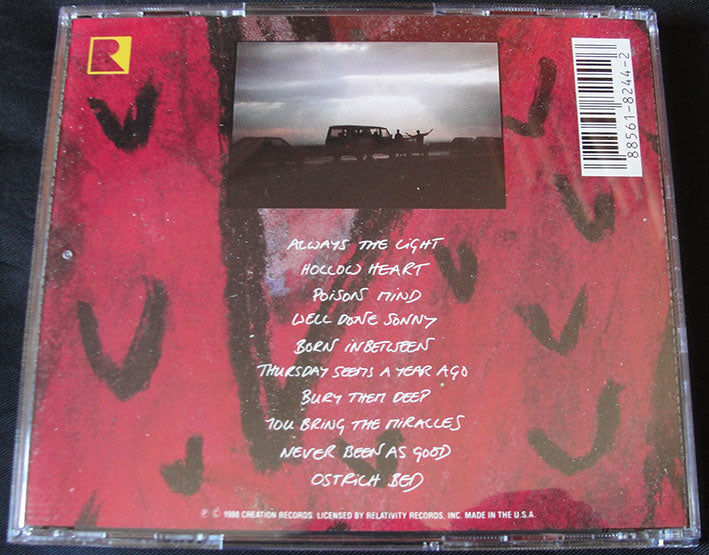 R
88561-8244-2
ALWAYS THE LIGHT
HOLLOW HEART
POISON MIND
WELL DONE SONNY
BORN INBETWEEN
THURSDAY SEEMS A YEAR AGO
BURY THEM DEEP
YOU BRING THE MIRACLES
NEVER BEEN AS GOOD
OSTRICH BED
℗ © 1988 CREATION RECORDS. LICENSED BY RELATIVITY RECORDS, INC. MADE IN THE U.S.A.